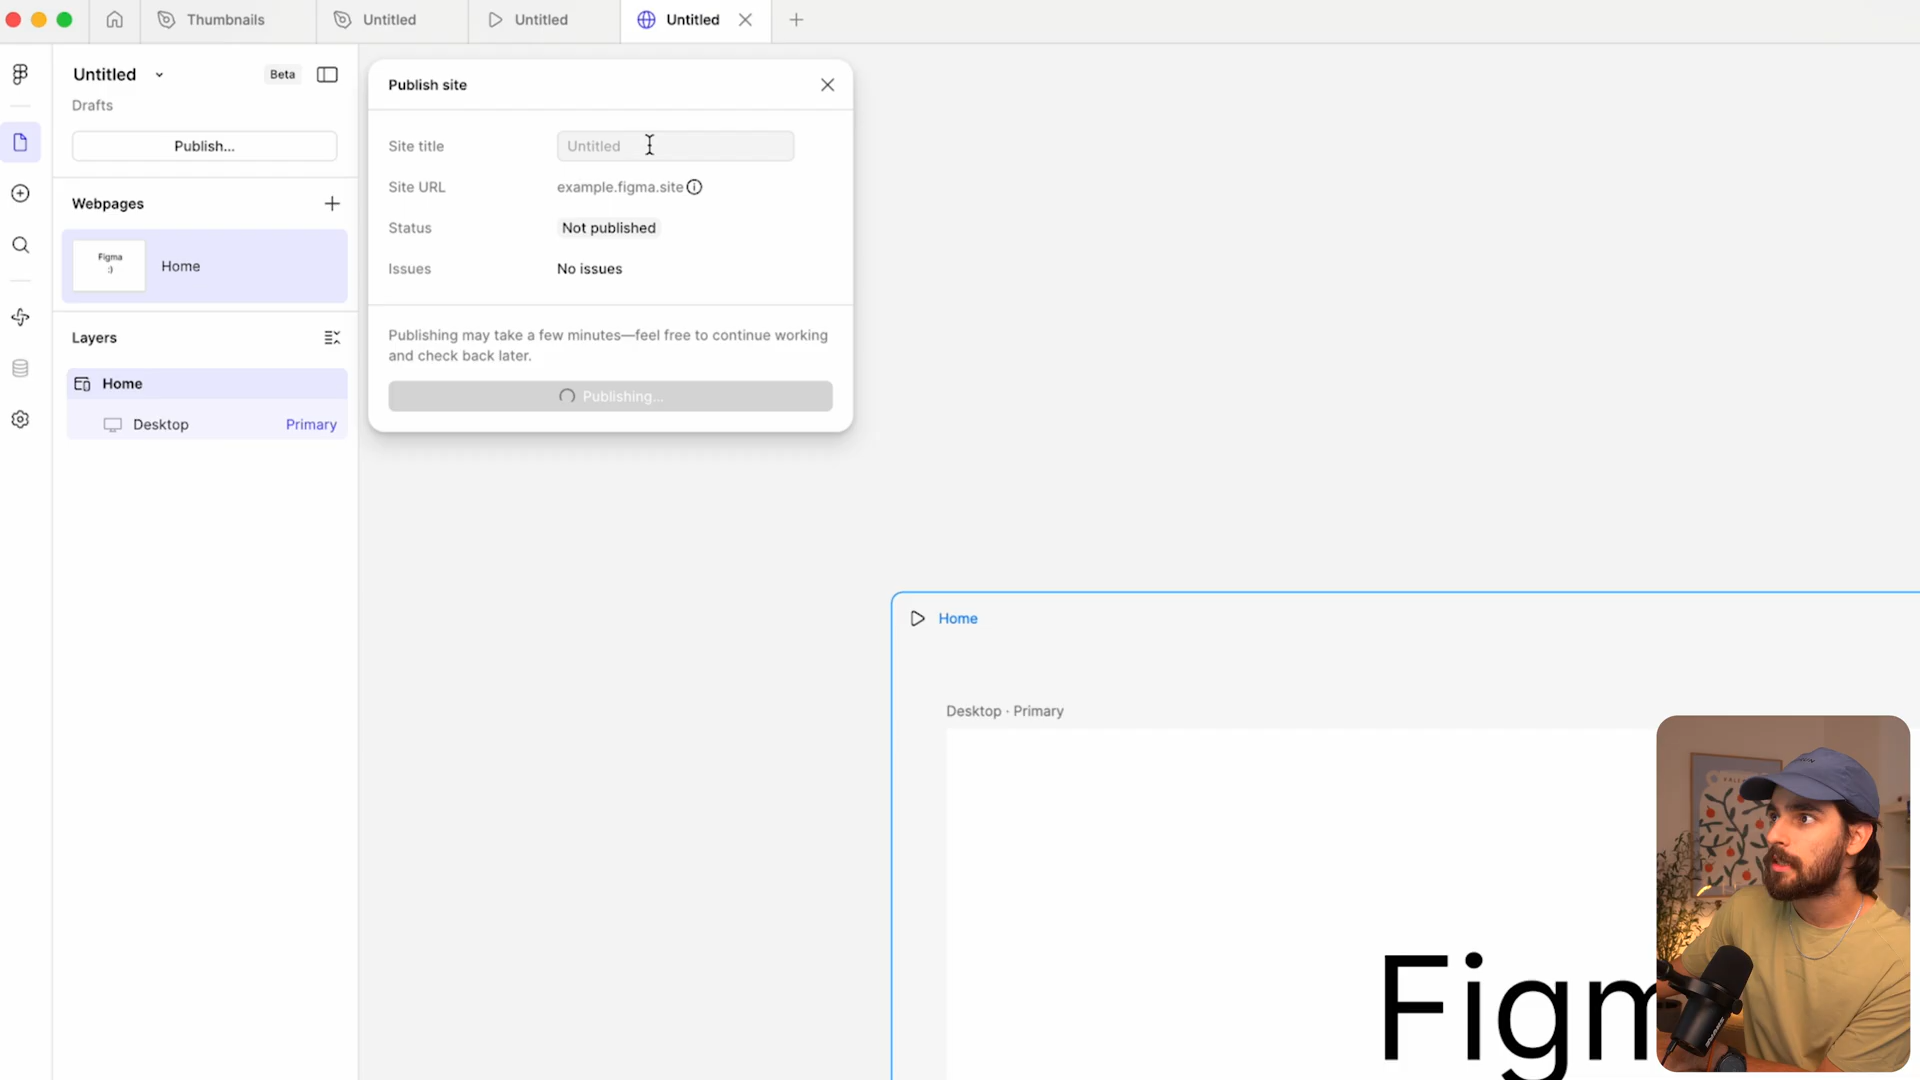 Thumbnails
Untitled
Untitled
Untitled
Untitled
Beta
Drafts
Publish...
Webpages
Figma
:)
Home
Layers
Home
Desktop
Primary
Publish site
Site title
Untitled
Site URL
example.figma.site
Status
Not published
Issues
No issues
Publishing may take a few minutes—feel free to continue working
and check back later.
Publishing...
Home
Desktop · Primary